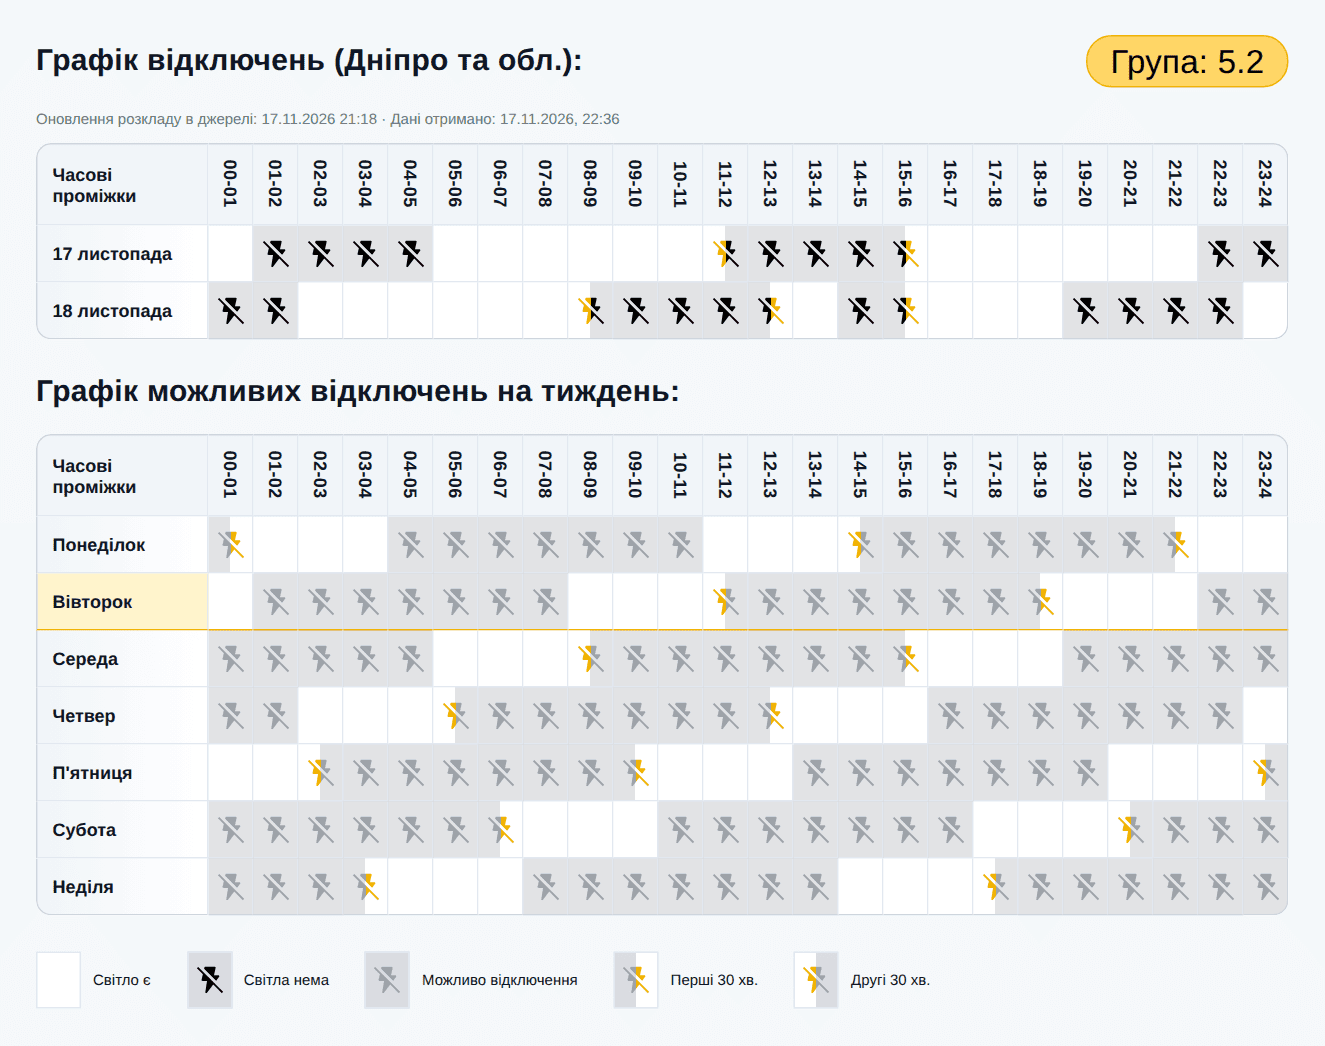 Графік відключень (Дніпро та обл.):
Група: 5.2
Оновлення розкладу в джерелі: 17.11.2026 21:18 · Дані отримано: 17.11.2026, 22:36
Часові
проміжки
00-01 01-02 02-03 03-04 04-05 05-06 06-07 07-08 08-09 09-10 10-11 11-12 12-13 13-14 14-15 15-16 16-17 17-18 18-19 19-20 20-21 21-22 22-23 23-24
17 листопада
18 листопада
Графік можливих відключень на тиждень:
Часові
проміжки
00-01 01-02 02-03 03-04 04-05 05-06 06-07 07-08 08-09 09-10 10-11 11-12 12-13 13-14 14-15 15-16 16-17 17-18 18-19 19-20 20-21 21-22 22-23 23-24
Понеділок
Вівторок
Середа
Четвер
П'ятниця
Субота
Неділя
Світло є
Світла нема
Можливо відключення
Перші 30 хв.
Другі 30 хв.